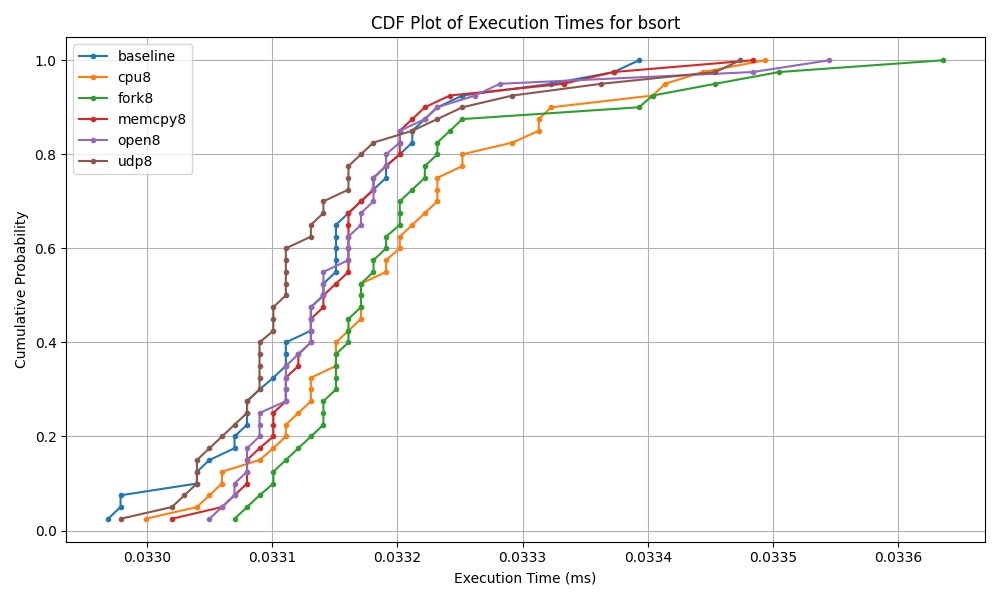 CDF Plot of Execution Times for bsort
baseline
cpu8
fork8
memcpy8
open8
udp8
Cumulative Probability
1.0
0.8
0.6
0.4
0.2
0.0
0.0330
0.0331
0.0332
0.0333
0.0334
0.0335
0.0336
Execution Time (ms)